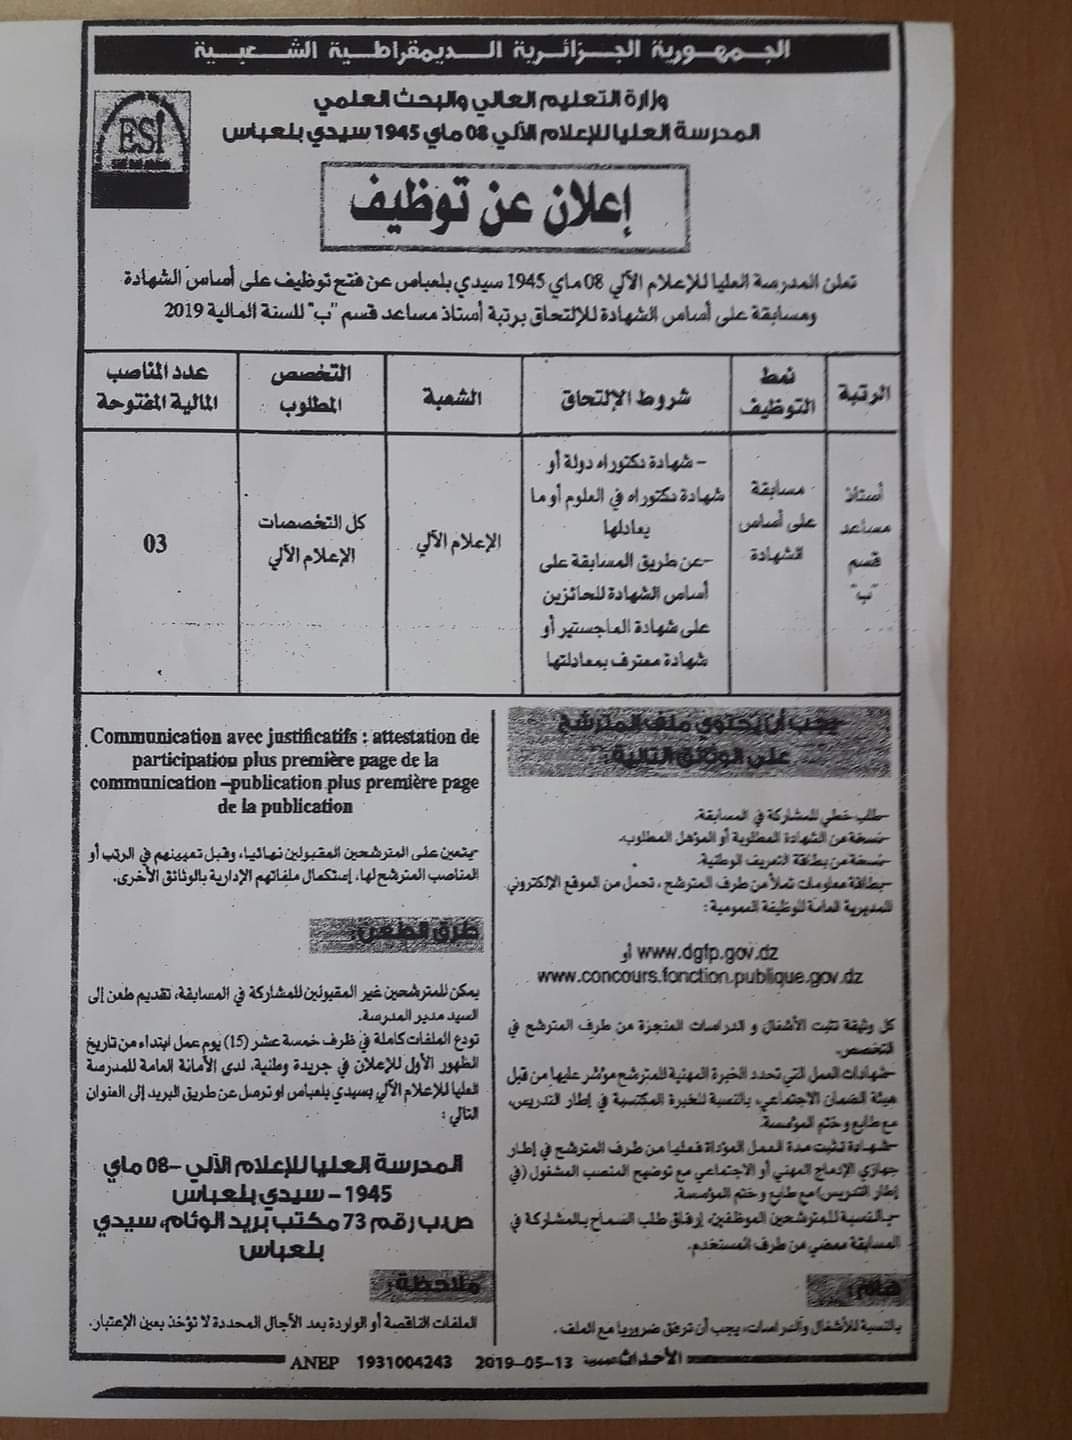 الجمهورية الجزائرية الديمقراطية الشعبية
وزارة التعليم العالي والبحث العلمي
المدرسة العليا للإعلام الآلي 08 ماي 1945 سيدي بلعباس
ESI
إعلان عن توظيف
تعلن المدرسة العليا للإعلام الآلي 08 ماي 1945 سيدي بلعباس عن فتح توظيف على أساس الشهادة
ومسابقة على أساس الشهادة للإلتحاق برتبة أستاذ مساعد قسم "ب" للسنة المالية 2019
الرتبة
نمط
التوظيف
شروط الإلتحاق
الشعبة
التخصص
المطلوب
عدد المناصب
المالية المفتوحة
أستاذ
مساعد
قسم
"ب"
مسابقة
على أساس
الشهادة
– شهادة دكتوراه دولة أو
شهادة دكتوراه في العلوم أو ما
يعادلها
–عن طريق المسابقة على
أساس الشهادة للحائزين
على شهادة الماجستير أو
شهادة معترف بمعادلتها
الإعلام الآلي
كل التخصصات
الإعلام الآلي
03
يجب أن يحتوي ملف المترشح
على الوثائق التالية:
–طلب خطي للمشاركة في المسابقة.
–نسخة من الشهادة المطلوبة أو المؤهل المطلوب.
–نسخة من بطاقة التعريف الوطنية.
–بطاقة معلومات تملأ من طرف المترشح ، تحمل من الموقع الإلكتروني
للمديرية العامة للوظيفة العمومية:
www.dgfp.gov.dz أو
www.concours.fonction.publique.gov.dz
كل وثيقة تثبت الأشغال و الدراسات المنجزة من طرف المترشح في
التخصص.
–شهادات العمل التي تحدد الخبرة المهنية للمترشح مؤشر عليها من قبل
هيئة الضمان الاجتماعي، بالنسبة للخبرة المكتسبة في إطار التدريس،
مع طابع وختم المؤسسة.
–شهادة تثبت مدة العمل المؤداة فعليا من طرف المترشح في إطار
جهازي الإدماج المهني أو الاجتماعي مع توضيح المنصب المشغول (في
إطار التدريس) مع طابع وختم المؤسسة.
–بالنسبة للمترشحين الموظفين، إرفاق طلب السماح بالمشاركة في
المسابقة ممضي من طرف المستخدم.
هام:
بالنسبة للأشغال والدراسات، يجب أن ترفق ضروريا مع الملف.
Communication avec justificatifs : attestation de
participation plus première page de la
communication –publication plus première page
de la publication
–يتعين على المترشحين المقبولين نهائيا، وقبل تعيينهم في الرتب أو
المناصب المترشح لها، إستكمال ملفاتهم الإدارية بالوثائق الأخرى.
طرق الطعن:
يمكن للمترشحين غير المقبولين للمشاركة في المسابقة، تقديم طعن إلى
السيد مدير المدرسة.
تودع الملفات كاملة في ظرف خمسة عشر (15) يوم عمل ابتداء من تاريخ
الظهور الأول للإعلان في جريدة وطنية، لدى الأمانة العامة للمدرسة
العليا للإعلام الآلي بسيدي بلعباس او ترسل عن طريق البريد إلى العنوان
التالي :
المدرسة العليا للإعلام الآلي –08 ماي
1945 – سيدي بلعباس
ص.ب رقم 73 مكتب بريد الوئام، سيدي
بلعباس
ملاحظة:
الملفات الناقصة أو الواردة بعد الآجال المحددة لا تؤخذ بعين الإعتبار.
الأحداث 2019-05-13 ANEP 1931004243